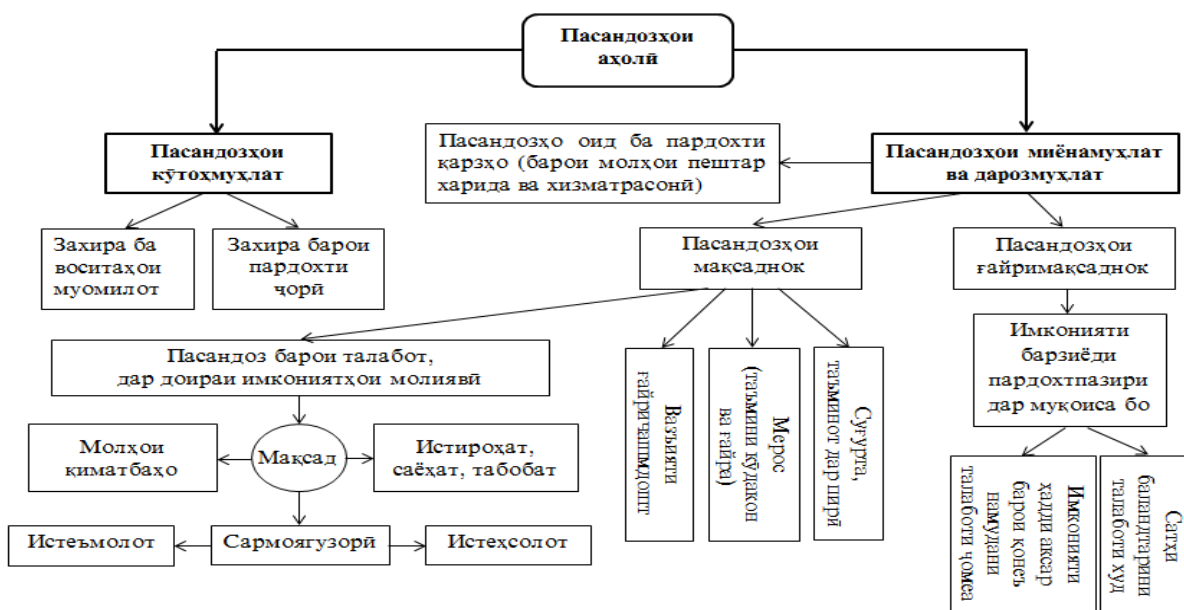 Пасандозҳои
аҳолӣ
Пасандозҳои
кӯтоҳмуҳлат
Пасандозҳо оид ба пардохти
қарзҳо (барои молҳои пештар
харида ва хизматрасонӣ)
Пасандозҳои миёнамуҳлат
ва дарозмуҳлат
Захира ба
воситаҳои
муомилот
Захира барои
пардохти
ҷорӣ
Пасандозҳои
мақсаднок
Пасандозҳои
ғайримақсаднок
Пасандоз барои талабот,
дар доираи имкониятҳои молиявӣ
Вазъияти
ғайричашмдошт
Мерос
(таъмини кӯдакон
ва ғайра)
Суғурта,
таъминот дар пирӣ
Имконияти
барзиёди
пардохтпазири
дар муқоиса бо
Молҳои
қиматбаҳо
Мақсад
Истироҳат,
саёҳат, табобат
Истеъмолот
Сармоягузорӣ
Истеҳсолот
Имконияти
ҳадди аксар
барои қонеъ
намудани
талаботи ҷомеа
Сатҳи
баландтарини
талаботи худ